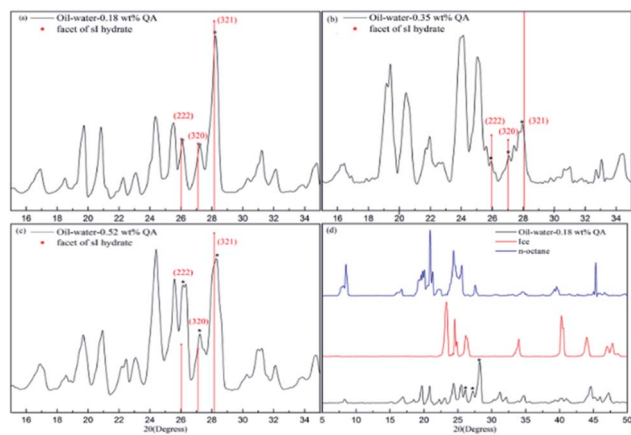 (a)
Oil-water-0.18 wt% QA
facet of sI hydrate
(321)
(222)
(320)
16 18 20 22 24 26 28 30 32 34
(b)
Oil-water-0.35 wt% QA
facet of sI hydrate
(222)
(320)
(321)
16 18 20 22 24 26 28 30 32 34
(c)
Oil-water-0.52 wt% QA
facet of sI hydrate
(321)
(222)
(320)
16 18 20 22 24 26 28 30 32 34
2θ(Degress)
(d)
Oil-water-0.18 wt% QA
Ice
n-octane
5 10 15 20 25 30 35 40 45 50
2θ(Degress)